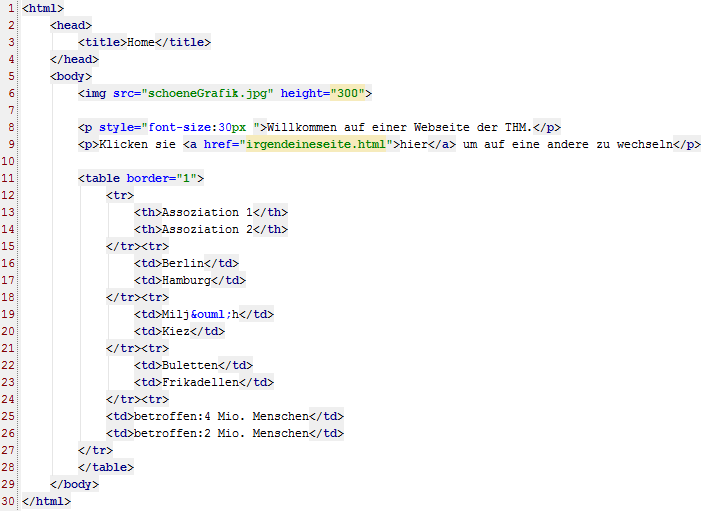 1 <html>
2 <head>
3 <title>Home</title>
4 </head>
5 <body>
6 <img src="schoeneGrafik.jpg" height="300">
7
8 <p style="font-size:30px ">Willkommen auf einer Webseite der THM.</p>
9 <p>Klicken sie <a href="irgendeineseite.html">hier</a> um auf eine andere zu wechseln</p>
10
11 <table border="1">
12 <tr>
13 <th>Assoziation 1</th>
14 <th>Assoziation 2</th>
15 </tr><tr>
16 <td>Berlin</td>
17 <td>Hamburg</td>
18 </tr><tr>
19 <td>Milj&ouml;h</td>
20 <td>Kiez</td>
21 </tr><tr>
22 <td>Buletten</td>
23 <td>Frikadellen</td>
24 </tr><tr>
25 <td>betroffen:4 Mio. Menschen</td>
26 <td>betroffen:2 Mio. Menschen</td>
27 </tr>
28 </table>
29 </body>
30 </html>